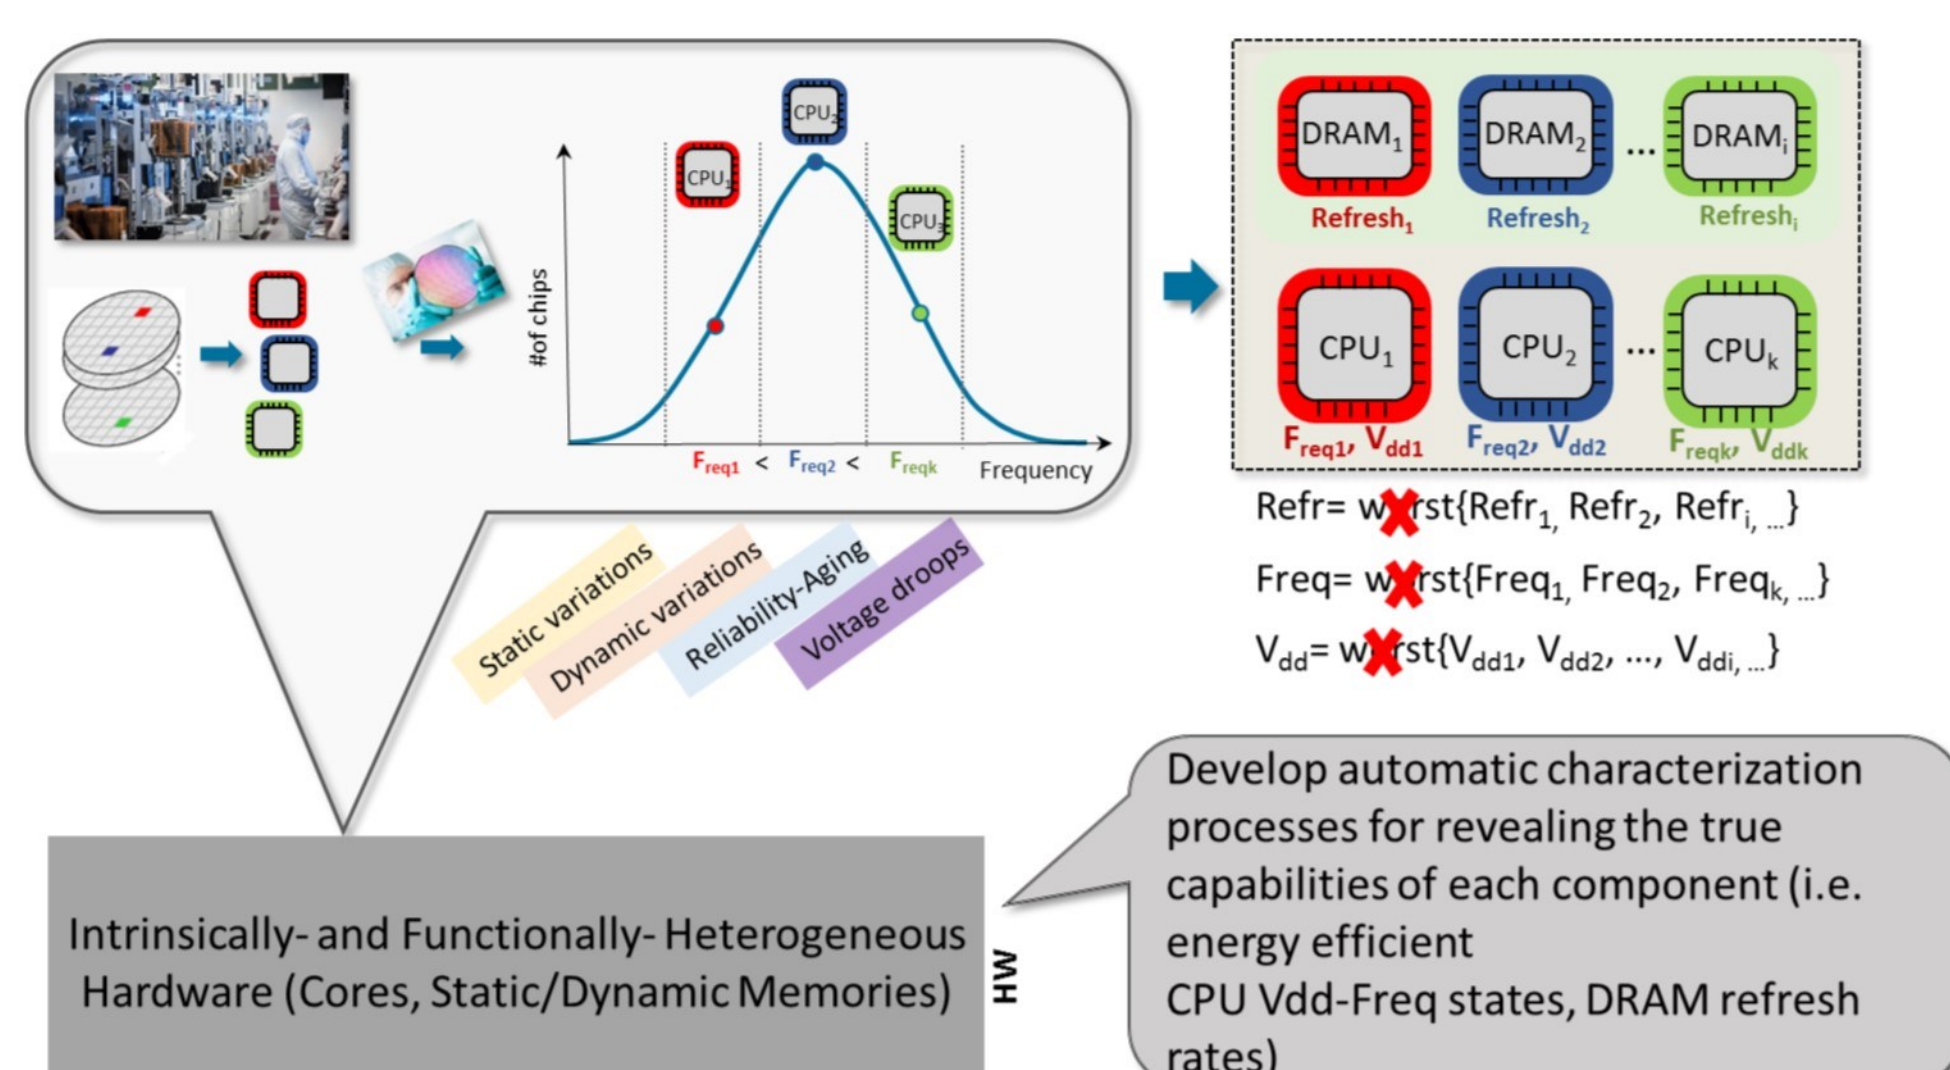 CPU₁
CPU₂
CPU₃
#of chips
Freq1 < Freq2 < Freqk
Frequency
DRAM₁ DRAM₂ ... DRAMᵢ
Refresh₁ Refresh₂ Refreshᵢ
CPU₁ CPU₂ ... CPUₖ
Freq1, Vdd1 Freq2, Vdd2 Freqk, Vddk
Refr= worst{Refr1, Refr2, Refri, ...}
Freq= worst{Freq1, Freq2, Freqk, ...}
Vdd= worst{Vdd1, Vdd2, ..., Vddi, ...}
Static variations
Dynamic variations
Reliability-Aging
Voltage droops
Intrinsically- and Functionally- Heterogeneous
Hardware (Cores, Static/Dynamic Memories)
HW
Develop automatic characterization
processes for revealing the true
capabilities of each component (i.e.
energy efficient
CPU Vdd-Freq states, DRAM refresh
rates)